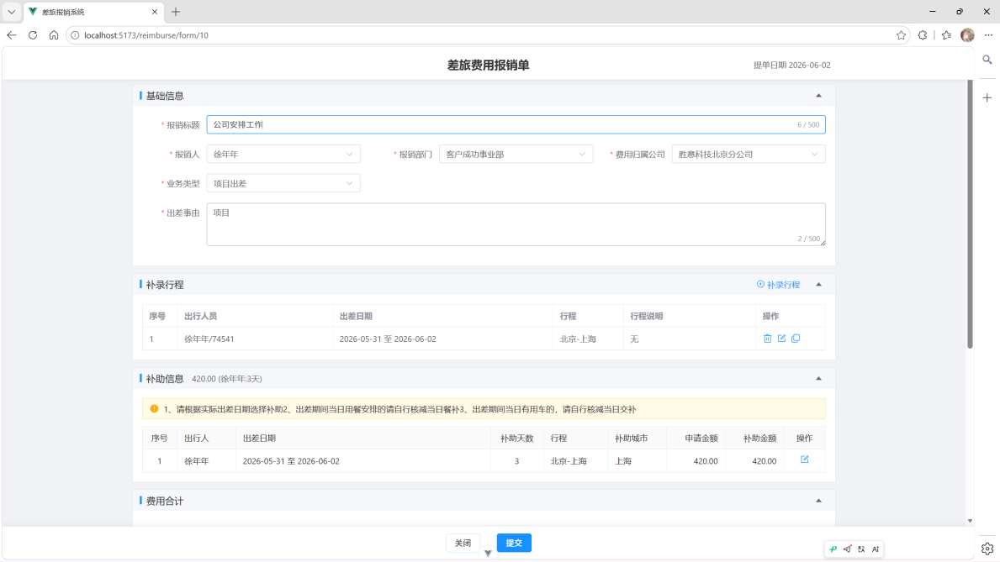 差旅报销系统
localhost:5173/reimburse/form/10
差旅费用报销单 提单日期 2026-06-02
基础信息
* 报销标题 公司安排工作 6 / 500
* 报销人 徐年年 * 报销部门 客户成功事业部 * 费用归属公司 胜意科技北京分公司
* 业务类型 项目出差
* 出差事由 项目
2 / 500
补录行程 补录行程
序号 出行人员 出差日期 行程 行程说明 操作
1 徐年年/74541 2026-05-31 至 2026-06-02 北京-上海 无
补助信息 420.00 (徐年年:3天)
1、请根据实际出差日期选择补助2、出差期间当日用餐安排的请自行核减当日餐补3、出差期间当日有用车的，请自行核减当日交补
序号 出行人 出差日期 补助天数 行程 补助城市 申请金额 补助金额 操作
1 徐年年 2026-05-31 至 2026-06-02 3 北京-上海 上海 420.00 420.00
费用合计
关闭 提交